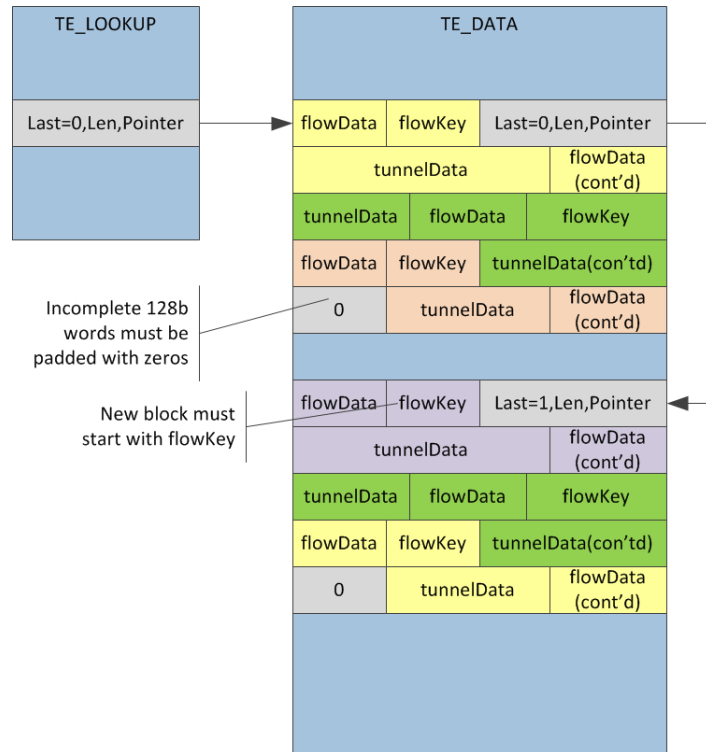 TE_LOOKUP
TE_DATA
Last=0,Len,Pointer
flowData
flowKey
Last=0,Len,Pointer
tunnelData
flowData
(cont’d)
tunnelData
flowData
flowKey
flowData
flowKey
tunnelData(con’td)
Incomplete 128b
words must be
padded with zeros
0
tunnelData
flowData
(cont’d)
New block must
start with flowKey
flowData
flowKey
Last=1,Len,Pointer
tunnelData
flowData
(cont’d)
tunnelData
flowData
flowKey
flowData
flowKey
tunnelData(con’td)
0
tunnelData
flowData
(cont’d)